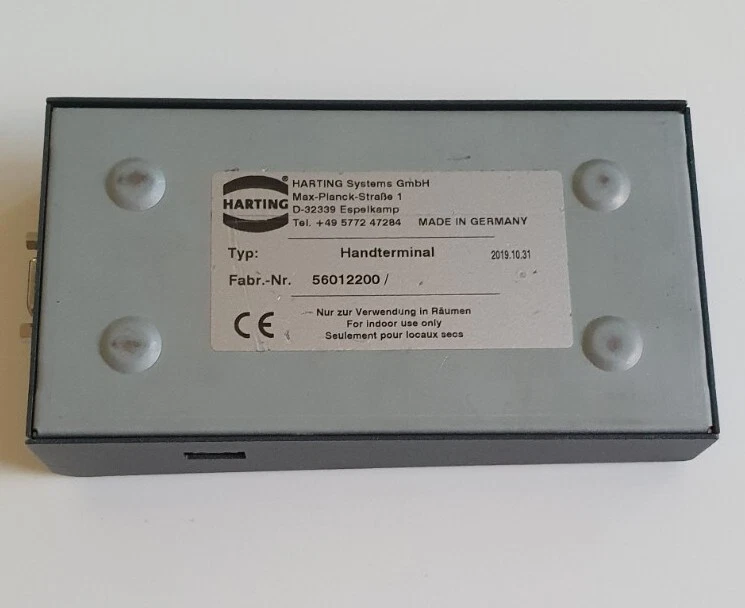 HARTING® HARTING Systems GmbH
Max-Planck-Straße 1
D-32339 Espelkamp
Tel. +49 5772 47284 MADE IN GERMANY
Typ: Handterminal 2019.10.31
Fabr.-Nr. 56012200 /
CE Nur zur Verwendung in Räumen
For indoor use only
Seulement pour locaux secs